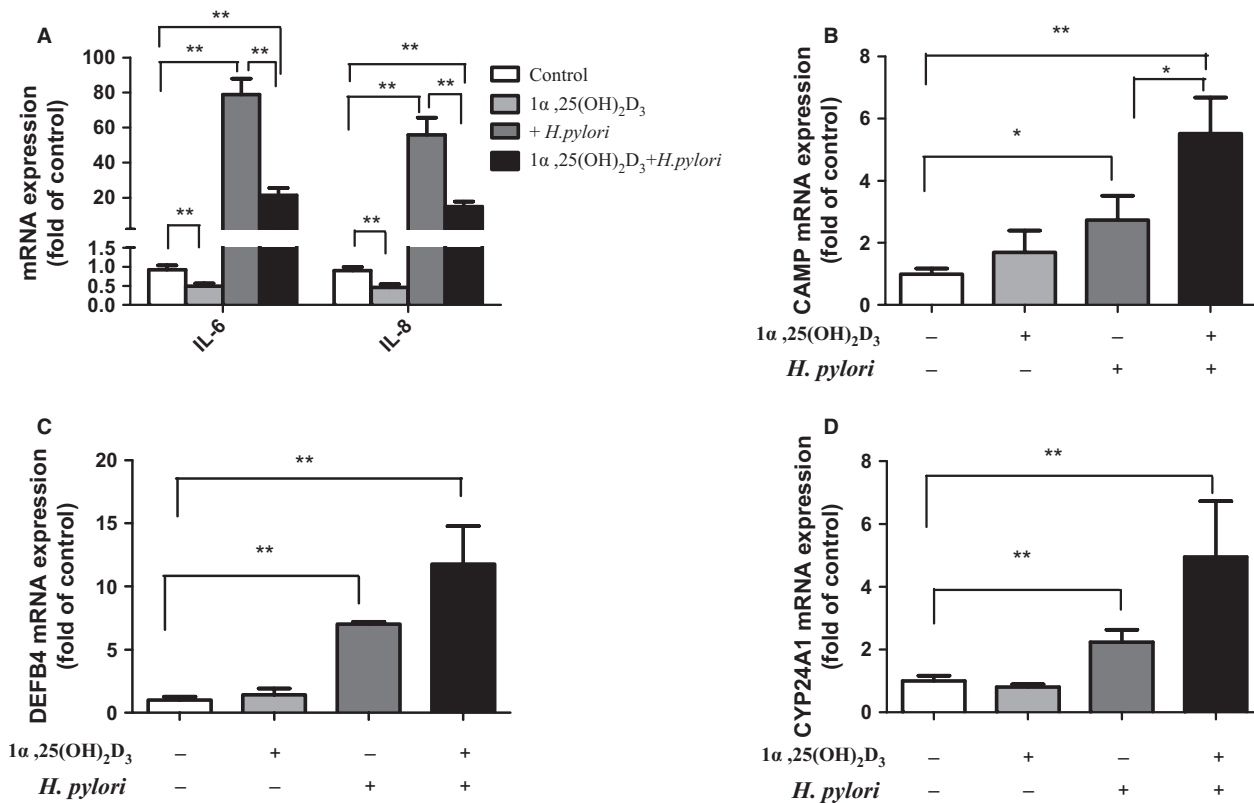 A
mRNA expression
(fold of control)
100
80
60
40
20
1.5
1.0
0.5
0.0
**
**
**
**
**
**
**
**
IL-6
IL-8
Control
1α ,25(OH)₂D₃
+ H.pylori
1α ,25(OH)₂D₃+H.pylori
B
CAMP mRNA expression
(fold of control)
8
6
4
2
0
**
*
*
1α ,25(OH)₂D₃ – + – +
H. pylori – – + +
C
DEFB4 mRNA expression
(fold of control)
20
15
10
5
0
**
**
1α ,25(OH)₂D₃ – + – +
H. pylori – – + +
D
CYP24A1 mRNA expression
(fold of control)
8
6
4
2
0
**
**
1α ,25(OH)₂D₃ – + – +
H. pylori – – + +